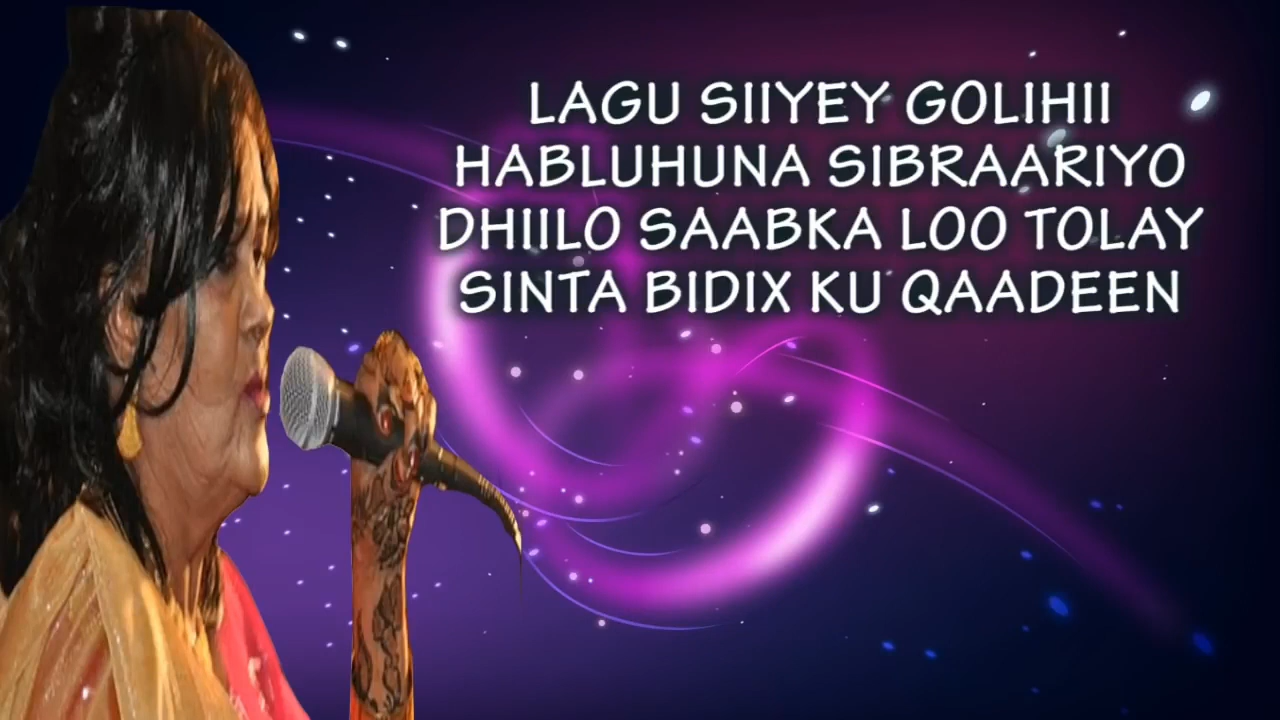 LAGU SIIYEY GOLIHII
HABLUHUNA SIBRAARIYO
DHIILO SAABKA LOO TOLAY
SINTA BIDIX KU QAADEEN